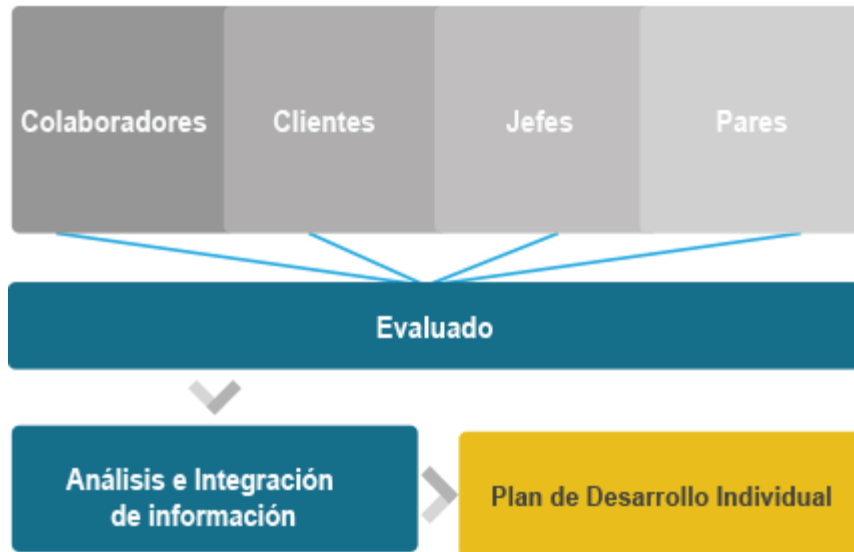 Colaboradores Clientes Jefes Pares
Evaluado
Análisis e Integración
de información
Plan de Desarrollo Individual